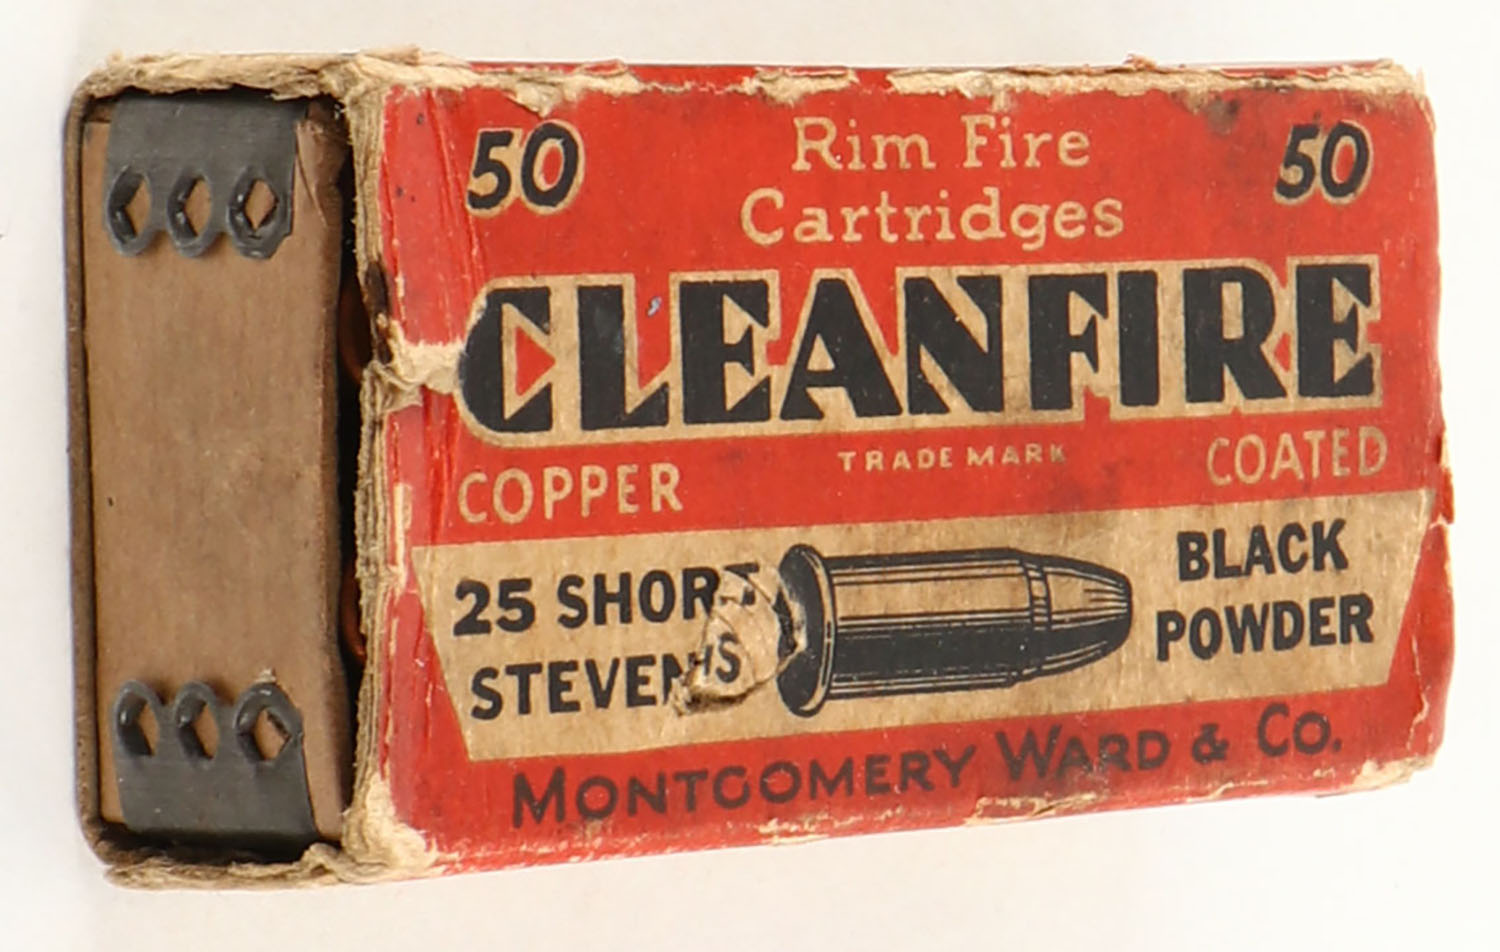 50 Rim Fire 50
Cartridges
CLEANFIRE
TRADE MARK
COPPER COATED
25 SHORT
STEVENS
BLACK
POWDER
MONTGOMERY WARD & CO.